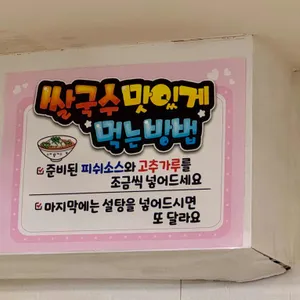 쌀국수 맛있게
먹는 방법
준비된 피쉬소스와 고추가루를
조금씩 넣어드세요
마지막에는 설탕을 넣어드시면
또 달라요